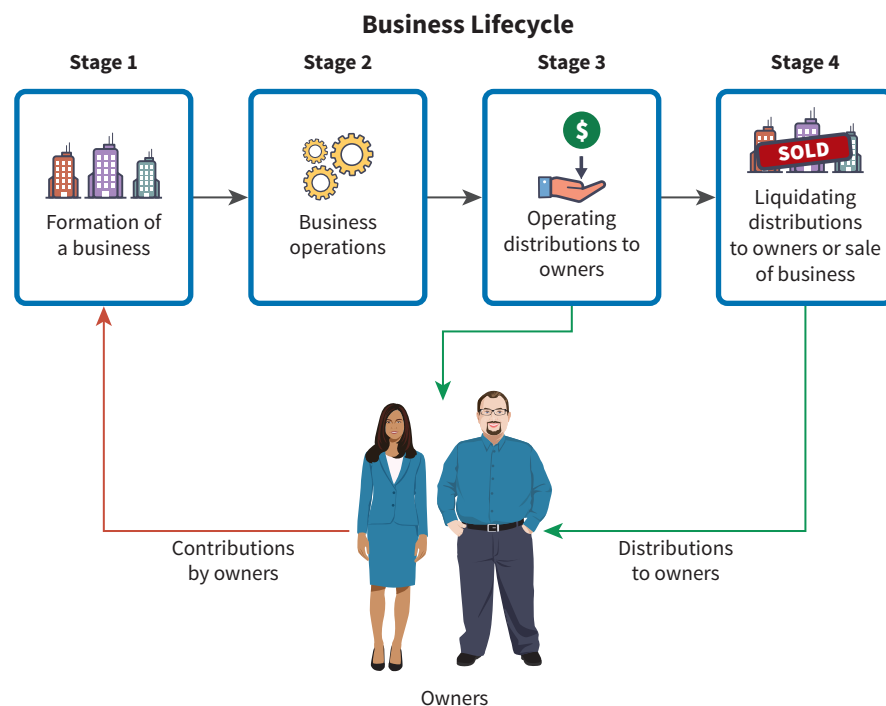 Business Lifecycle
Stage 1
Stage 2
Stage 3
Stage 4
Formation of
a business
Business
operations
$
Operating
distributions to
owners
SOLD
Liquidating
distributions
to owners or sale
of business
Contributions
by owners
Distributions
to owners
Owners